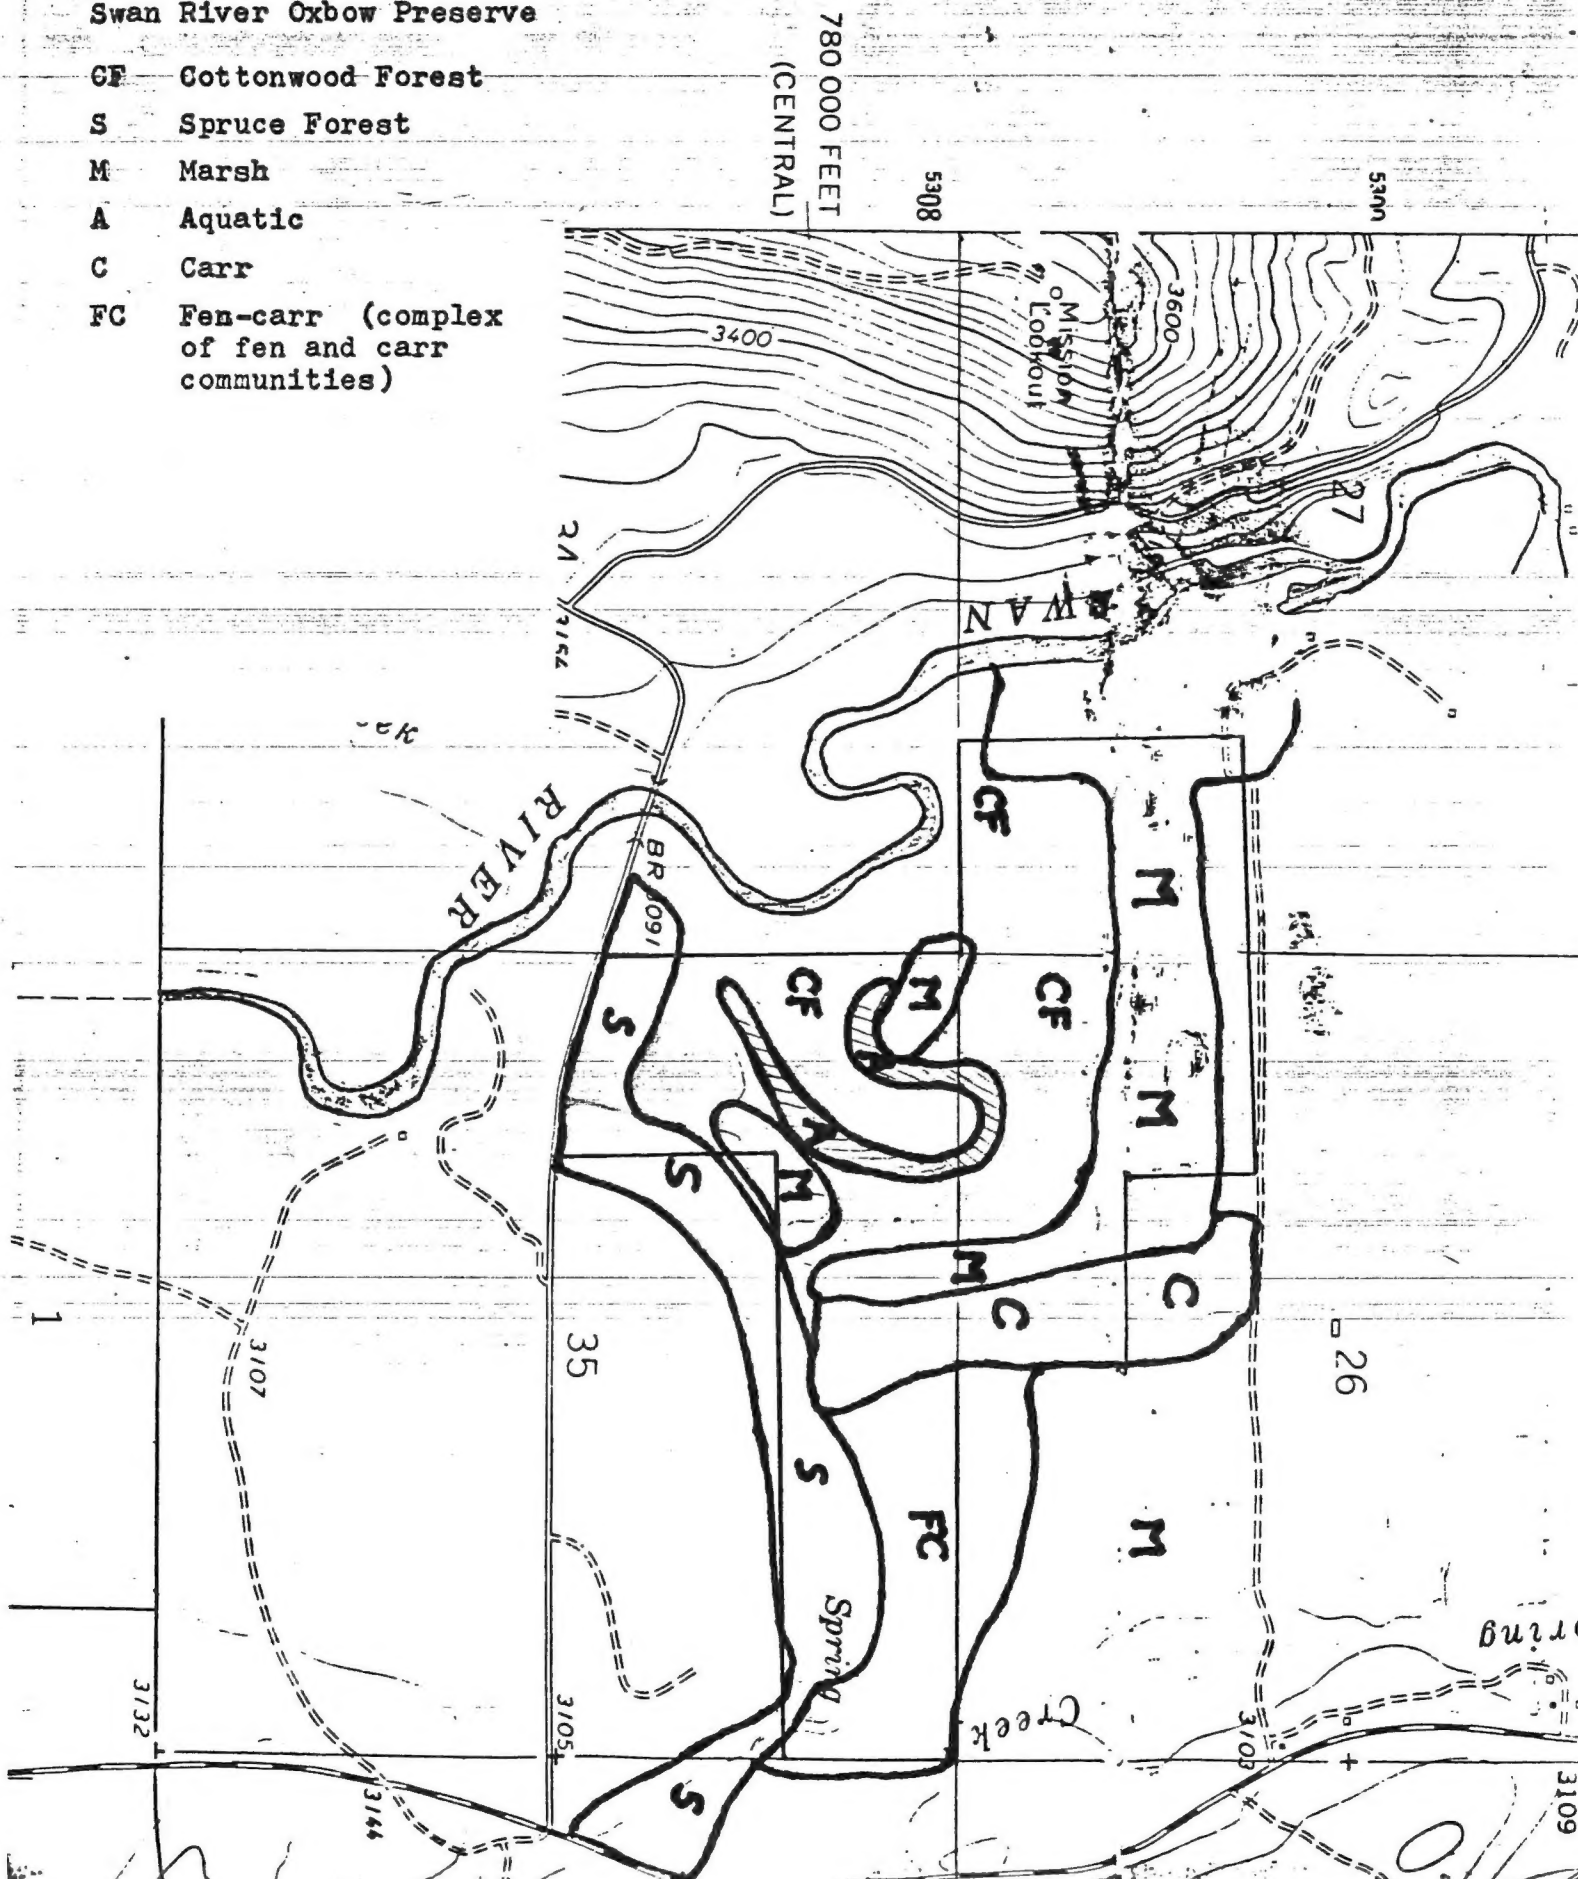 Swan River Oxbow Preserve
CF Cottonwood Forest
S Spruce Forest
M Marsh
A Aquatic
C Carr
FC Fen-carr (complex
of fen and carr
communities)
780 000 FEET
(CENTRAL)
5308
5300
3400
3600
Mission
Lookout
27
SWAN
RIVER
BR 3091
CF
M
CF
M
CF
S
A
M
A
M
S
M
C
C
35
26
1
3107
S
FC
M
Spring
Creek
3132
3105
3103
3109
3144
S